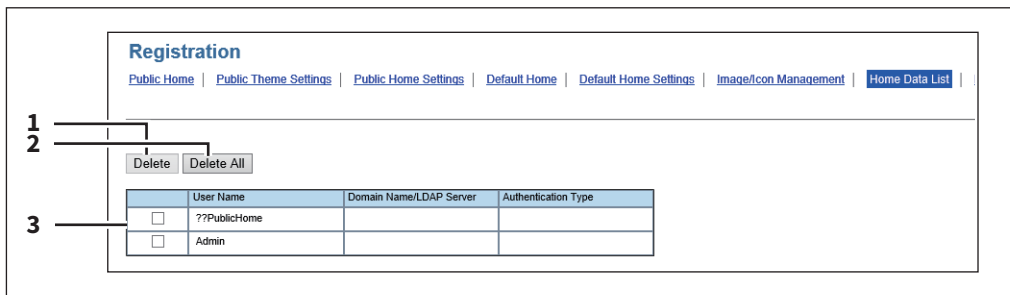 Registration
Public Home | Public Theme Settings | Public Home Settings | Default Home | Default Home Settings | Image/Icon Management | Home Data List |
1
2
Delete Delete All
User Name Domain Name/LDAP Server Authentication Type
3
??PublicHome
Admin